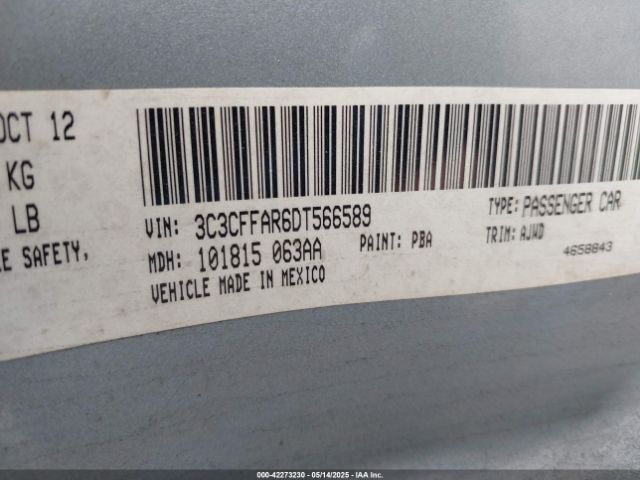 OCT 12
KG
LB
E SAFETY,
VIN: 3C3CFFAR6DT566589
TYPE: PASSENGER CAR
MDH: 101815 063AA
PAINT: PBA
TRIM: AJWD
VEHICLE MADE IN MEXICO
4658843
000-42273230 - 05/14/2025 - IAA Inc.